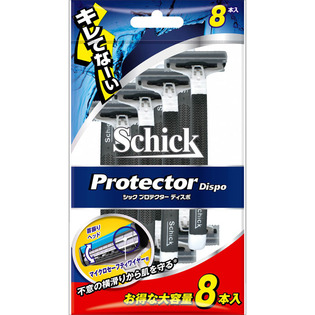 キレてなーい
8本入
Schick
Protector Dispo
シック プロテクター ディスポ
首振り
ヘッド
マイクロセーフティワイヤー
不意の横滑りから肌を守る
Schick
Schick
お得な大容量8本入